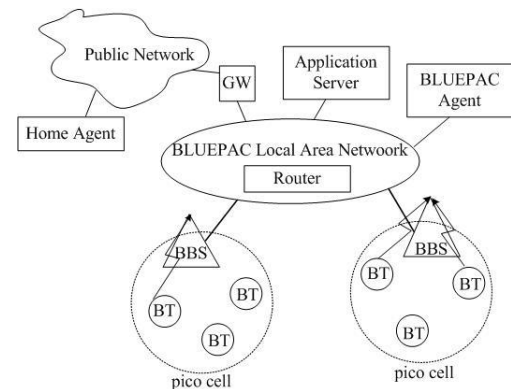 Public Network
GW
Application
Server
BLUEPAC
Agent
Home Agent
BLUEPAC Local Area Netwoork
Router
BBS
BT
BT
BT
pico cell
BBS
BT
BT
BT
pico cell